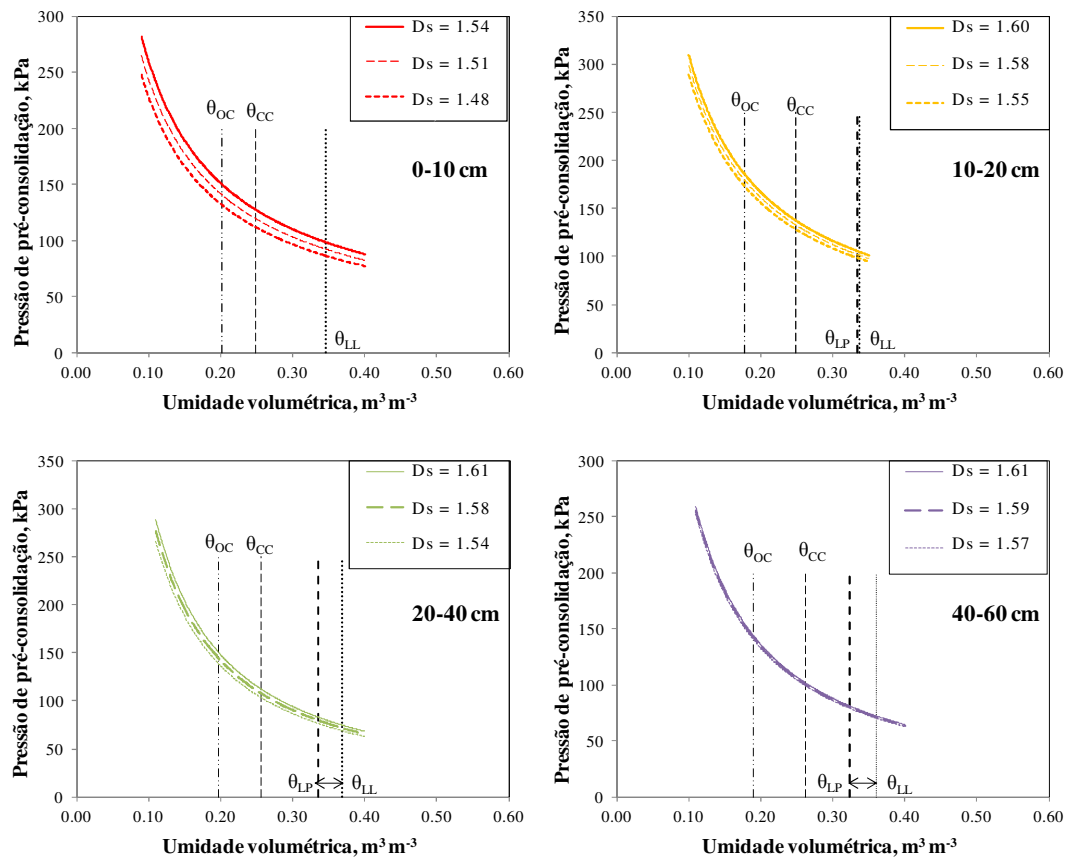 Pressão de pré-consolidação, kPa
300
250
200
150
100
50
0
Ds = 1.54
Ds = 1.51
Ds = 1.48
θOC
θCC
0-10 cm
θLL
0.00 0.10 0.20 0.30 0.40 0.50 0.60
Umidade volumétrica, m³ m⁻³
Pressão de pré-consolidação, kPa
350
300
250
200
150
100
50
0
Ds = 1.60
Ds = 1.58
Ds = 1.55
θOC
θCC
10-20 cm
θLP
θLL
0.00 0.10 0.20 0.30 0.40 0.50 0.60
Umidade volumétrica, m³ m⁻³
Pressão de pré-consolidação, kPa
350
300
250
200
150
100
50
0
Ds = 1.61
Ds = 1.58
Ds = 1.54
θOC
θCC
20-40 cm
θLP
θLL
0.00 0.10 0.20 0.30 0.40 0.50 0.60
Umidade volumétrica, m³ m⁻³
Pressão de pré-consolidação, kPa
300
250
200
150
100
50
0
Ds = 1.61
Ds = 1.59
Ds = 1.57
θOC
θCC
40-60 cm
θLP
θLL
0.00 0.10 0.20 0.30 0.40 0.50 0.60
Umidade volumétrica, m³ m⁻³